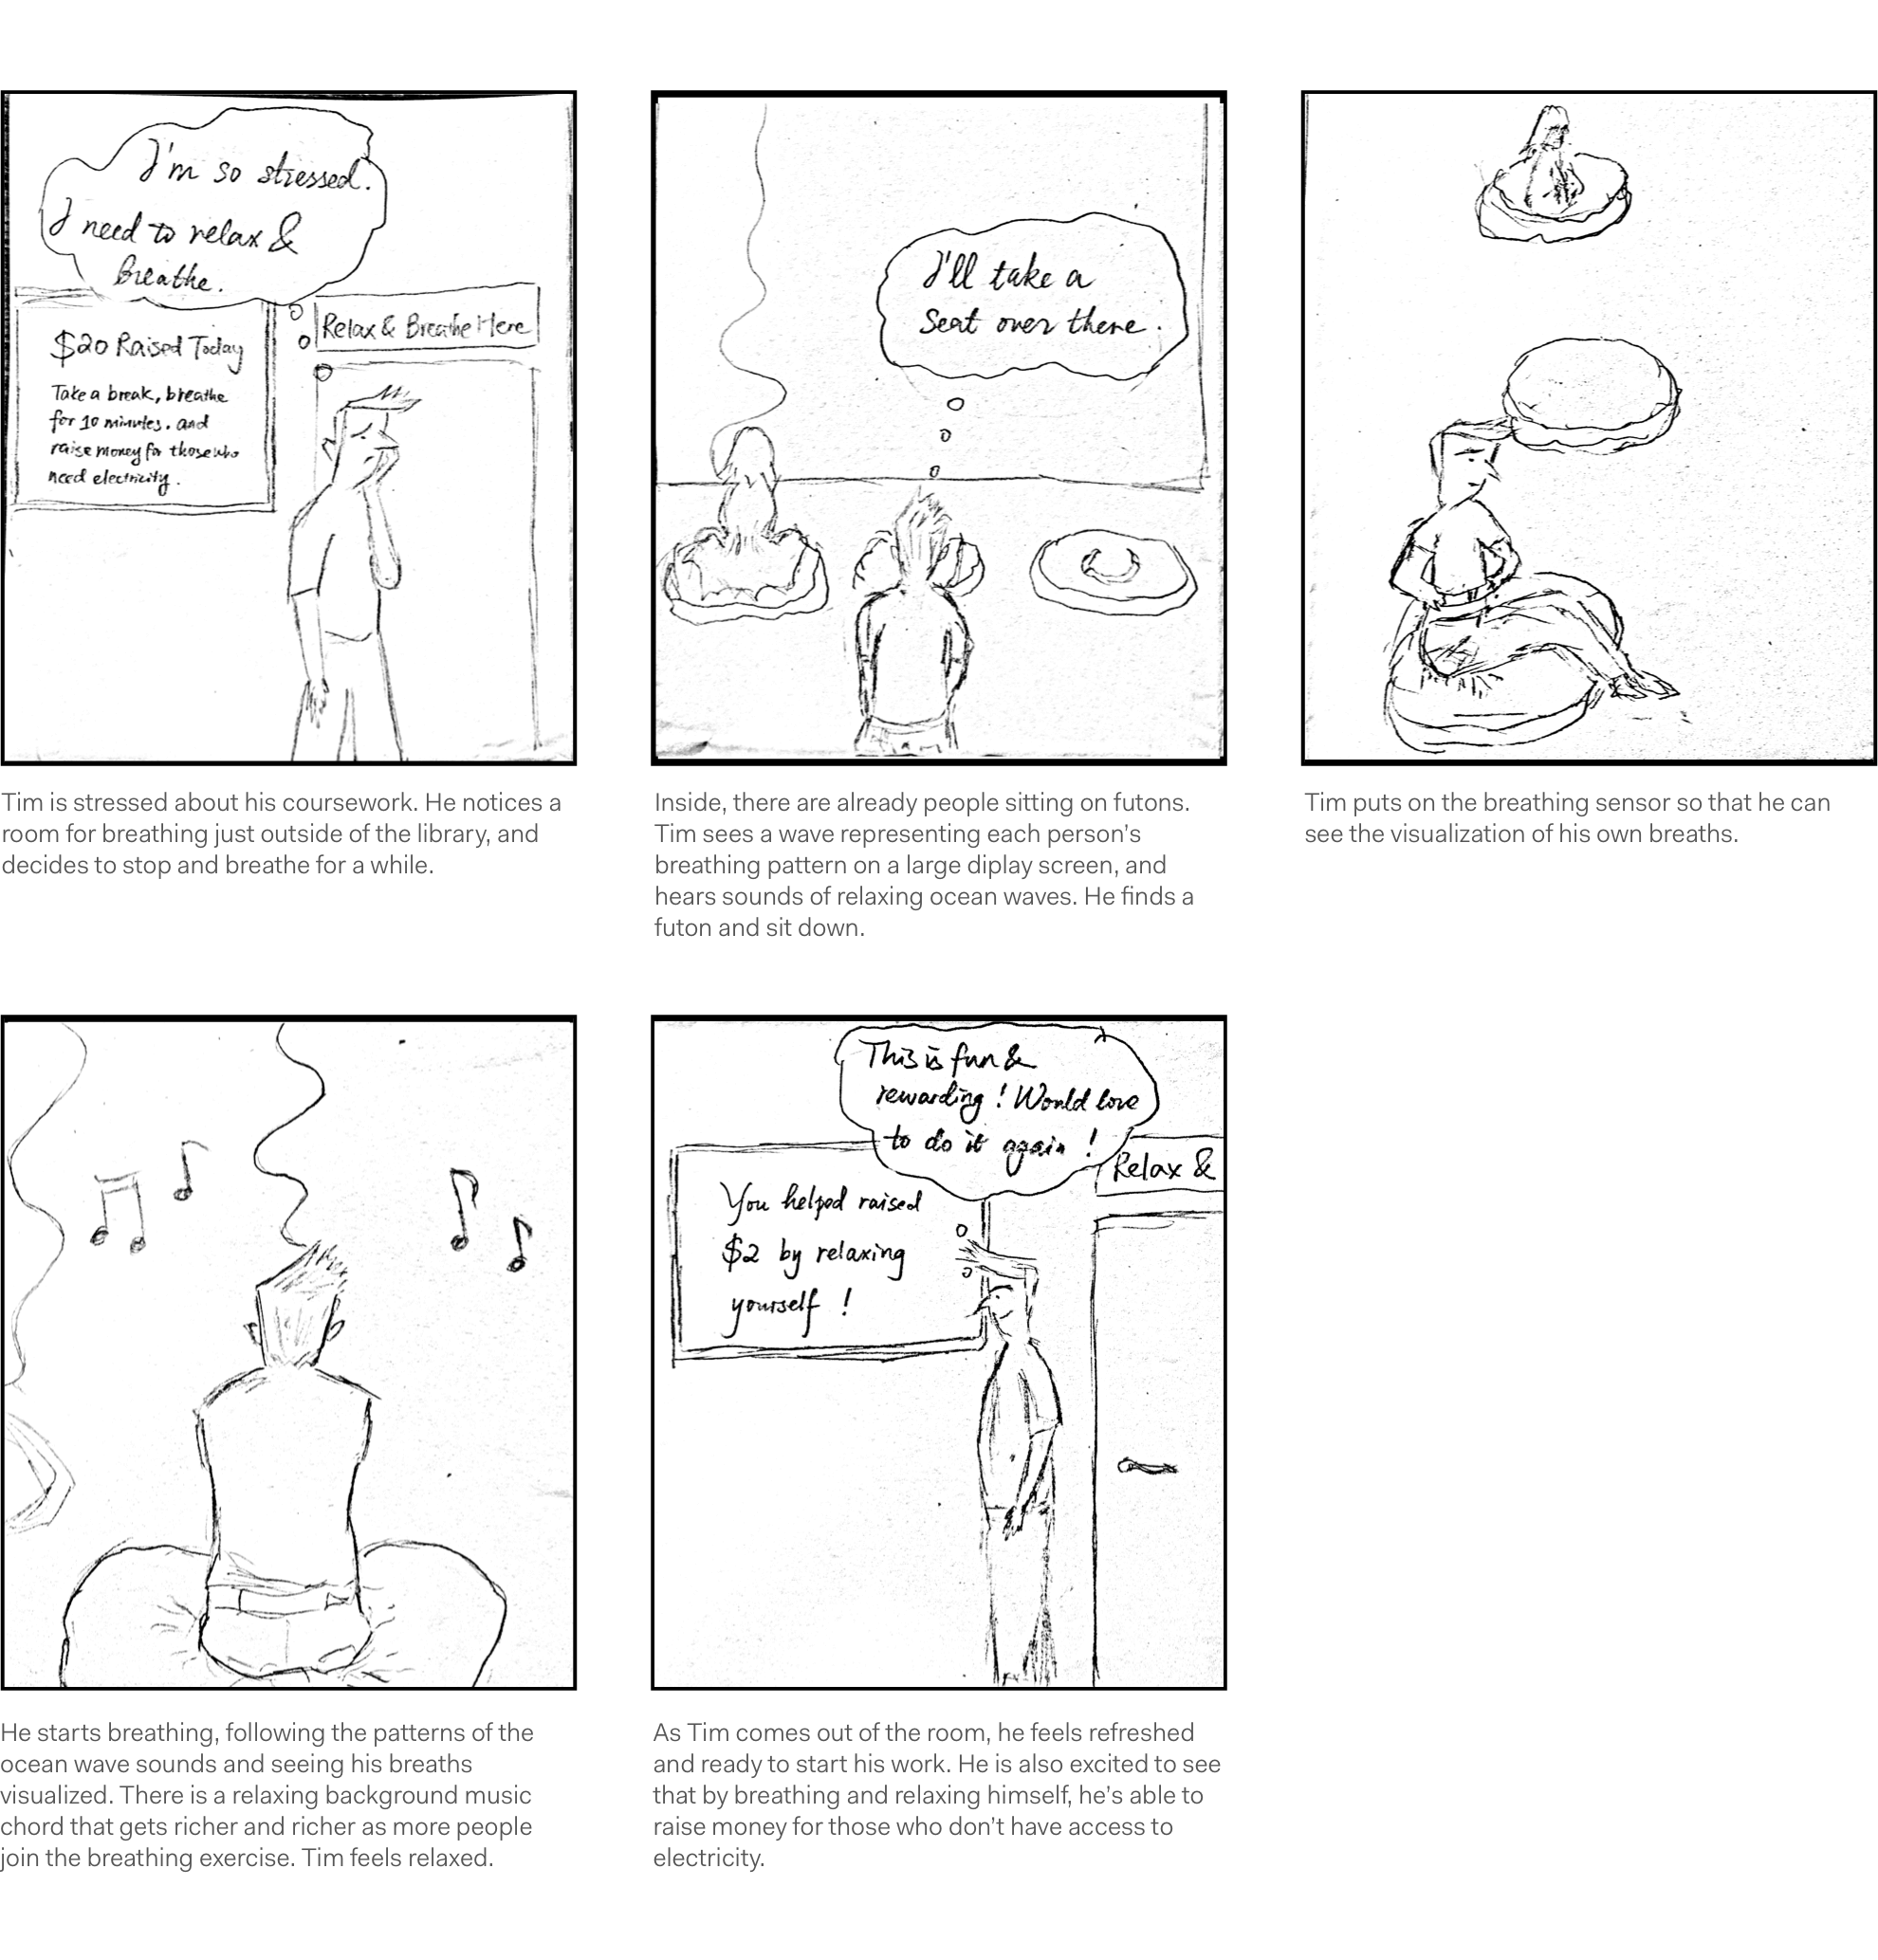 I'm so stressed.
I need to relax &
breathe.
$20 Raised Today
Take a break, breathe
for 10 minutes. and
raise money for those who
need electricity.
Relax & Breathe Here
Tim is stressed about his coursework. He notices a
room for breathing just outside of the library, and
decides to stop and breathe for a while.
I'll take a
Seat over there.
Inside, there are already people sitting on futons.
Tim sees a wave representing each person's
breathing pattern on a large diplay screen, and
hears sounds of relaxing ocean waves. He finds a
futon and sit down.
Tim puts on the breathing sensor so that he can
see the visualization of his own breaths.
He starts breathing, following the patterns of the
ocean wave sounds and seeing his breaths
visualized. There is a relaxing background music
chord that gets richer and richer as more people
join the breathing exercise. Tim feels relaxed.
This is fun &
rewarding! Would love
to do it again!
Relax &
You helped raised
$2 by relaxing
yourself!
As Tim comes out of the room, he feels refreshed
and ready to start his work. He is also excited to see
that by breathing and relaxing himself, he's able to
raise money for those who don't have access to
electricity.